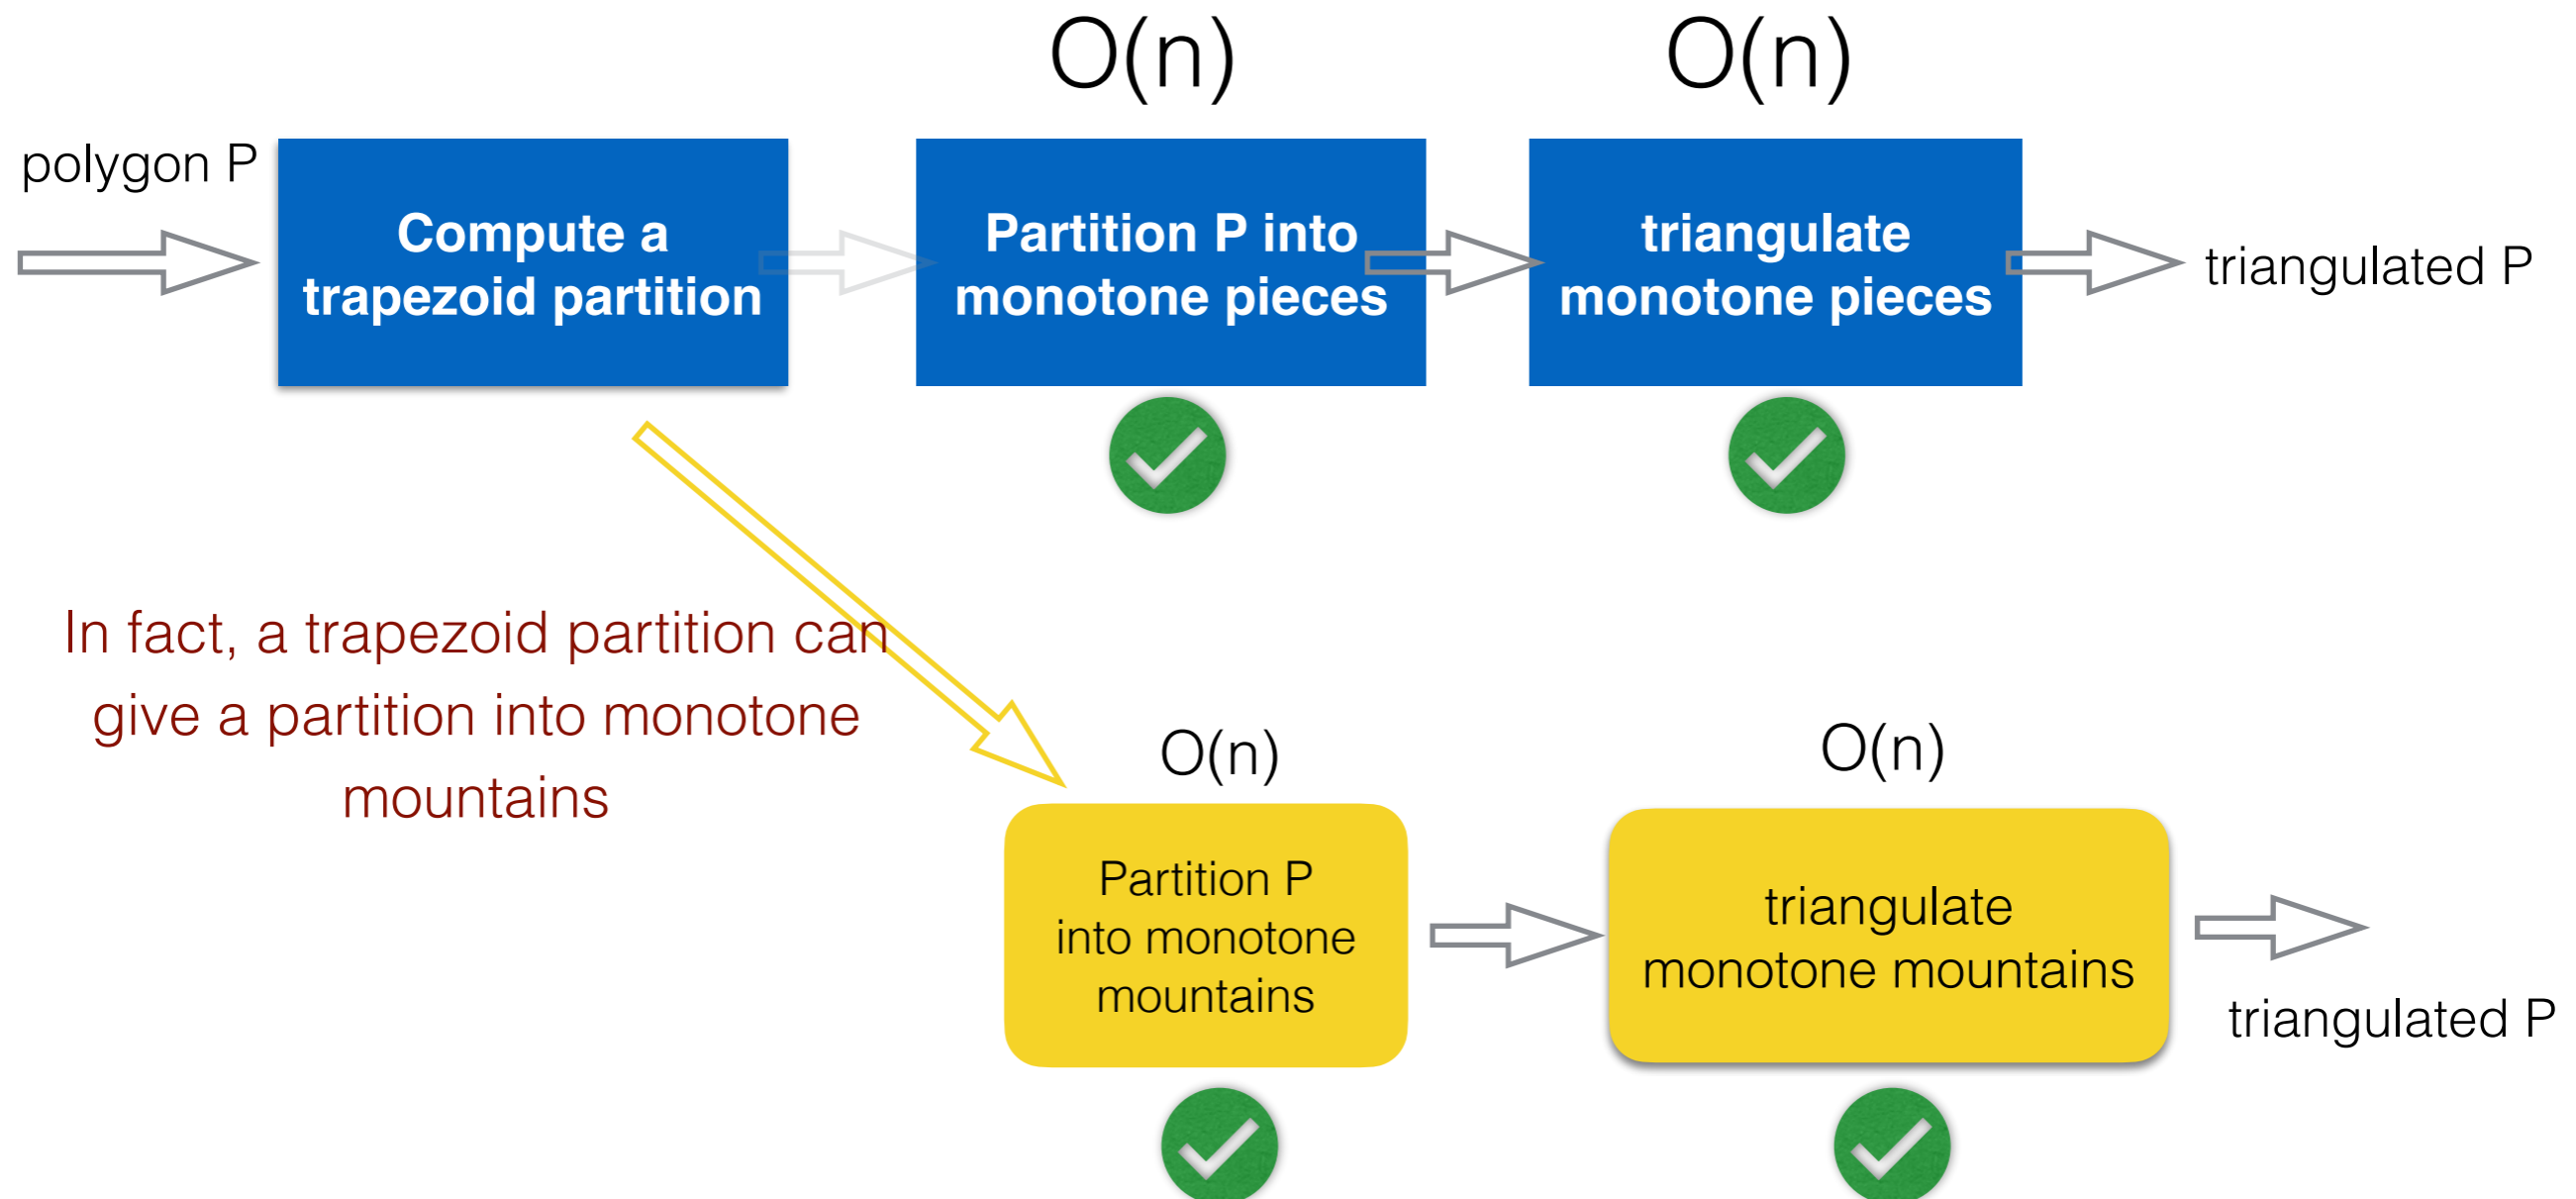 O(n)
O(n)
polygon P
Compute a
trapezoid partition
Partition P into
monotone pieces
triangulate
monotone pieces
triangulated P
In fact, a trapezoid partition can
give a partition into monotone
mountains
O(n)
O(n)
Partition P
into monotone
mountains
triangulate
monotone mountains
triangulated P